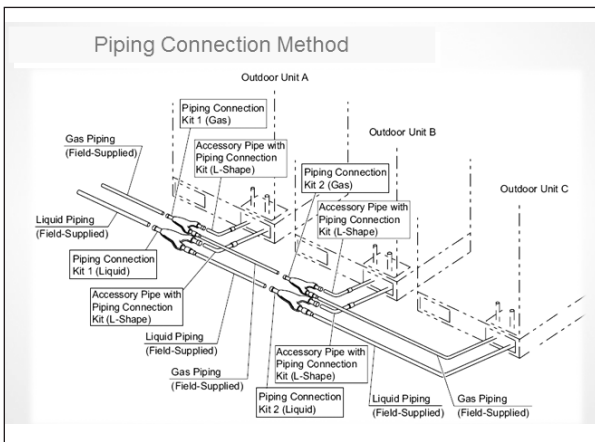 Piping Connection Method
Outdoor Unit A
Piping Connection
Kit 1 (Gas)
Outdoor Unit B
Gas Piping
(Field-Supplied)
Accessory Pipe with
Piping Connection
Kit (L-Shape)
Piping Connection
Kit 2 (Gas)
Outdoor Unit C
Accessory Pipe with
Piping Connection
Kit (L-Shape)
Liquid Piping
(Field-Supplied)
Piping Connection
Kit 1 (Liquid)
Accessory Pipe with
Piping Connection
Kit (L-Shape)
Liquid Piping
(Field-Supplied)
Accessory Pipe with
Piping Connection
Kit (L-Shape)
Gas Piping
(Field-Supplied)
Piping Connection
Kit 2 (Liquid)
Liquid Piping
(Field-Supplied)
Gas Piping
(Field-Supplied)